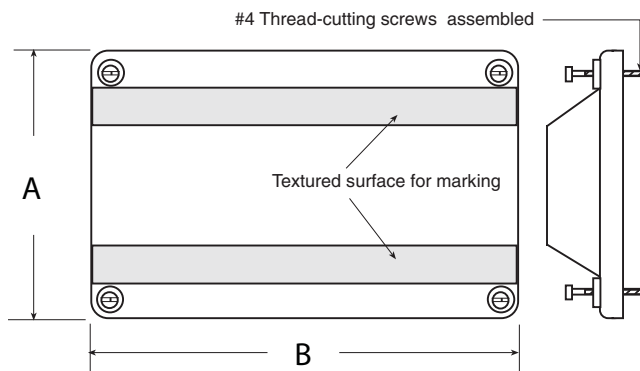 #4 Thread-cutting screws assembled
A
Textured surface for marking
B